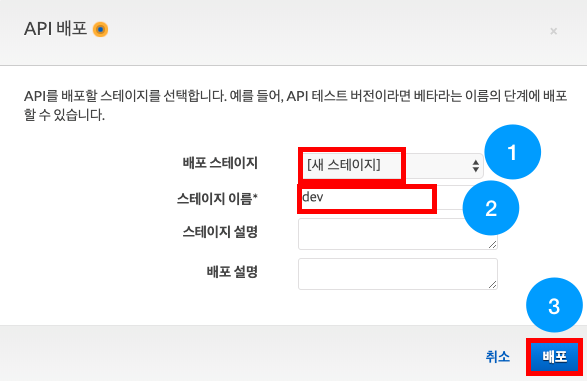 API 배포
×
API를 배포할 스테이지를 선택합니다. 예를 들어, API 테스트 버전이라면 베타라는 이름의 단계에 배포
할 수 있습니다.
배포 스테이지 [새 스테이지] 1
스테이지 이름* dev 2
스테이지 설명
배포 설명
3
취소 배포